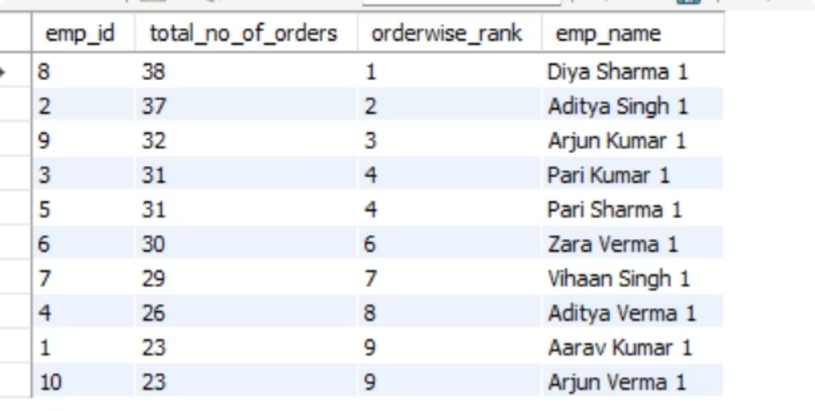 emp_id total_no_of_orders orderwise_rank emp_name
8 38 1 Diya Sharma 1
2 37 2 Aditya Singh 1
9 32 3 Arjun Kumar 1
3 31 4 Pari Kumar 1
5 31 4 Pari Sharma 1
6 30 6 Zara Verma 1
7 29 7 Vihaan Singh 1
4 26 8 Aditya Verma 1
1 23 9 Aarav Kumar 1
10 23 9 Arjun Verma 1